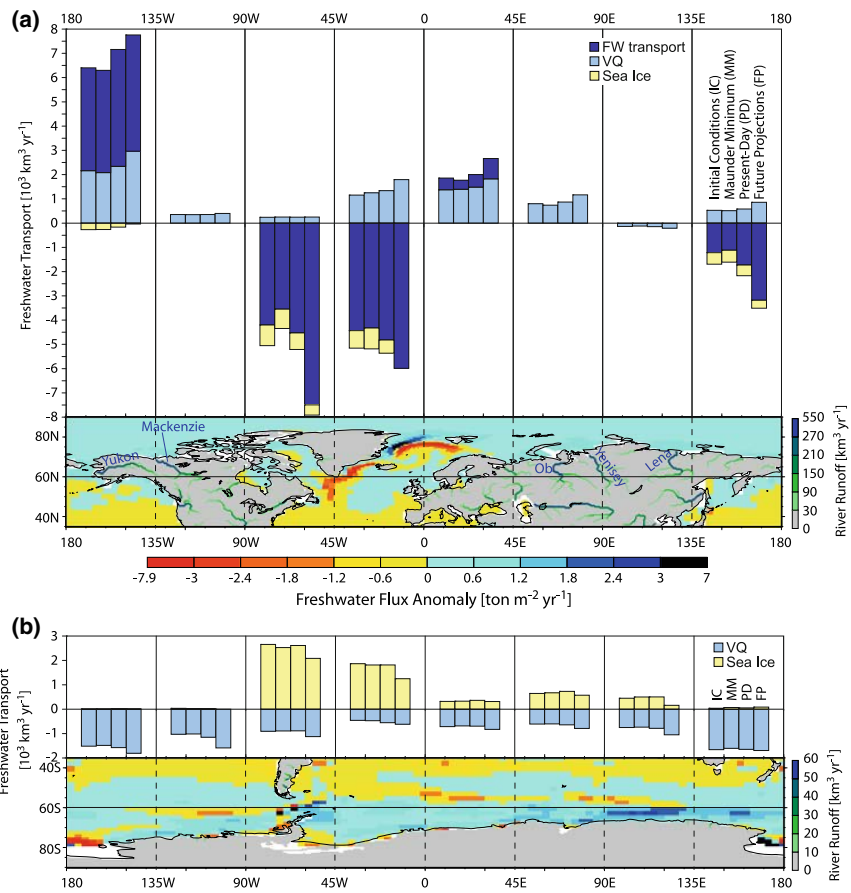 (a)
180 135W 90W 45W 0 45E 90E 135E 180
8
7
6
5
4
3
2
1
0
-1
-2
-3
-4
-5
-6
-7
-8
Freshwater Transport [10³ km³ yr⁻¹]
FW transport
VQ
Sea Ice
Initial Conditions (IC)
Maunder Minimum (MM)
Present-Day (PD)
Future Projections (FP)
80N
60N
40N
Yukon
Mackenzie
Ob
Yenisey
Lena
550
270
210
150
90
30
0
River Runoff [km³ yr⁻¹]
180 135W 90W 45W 0 45E 90E 135E 180
-7.9 -3 -2.4 -1.8 -1.2 -0.6 0 0.6 1.2 1.8 2.4 3 7
Freshwater Flux Anomaly [ton m⁻² yr⁻¹]
(b)
3
2
1
0
-1
-2
Freshwater Transport
[10³ km³ yr⁻¹]
VQ
Sea Ice
IC
MM
PD
FP
40S
60S
80S
60
50
40
30
20
10
0
River Runoff [km³ yr⁻¹]
180 135W 90W 45W 0 45E 90E 135E 180